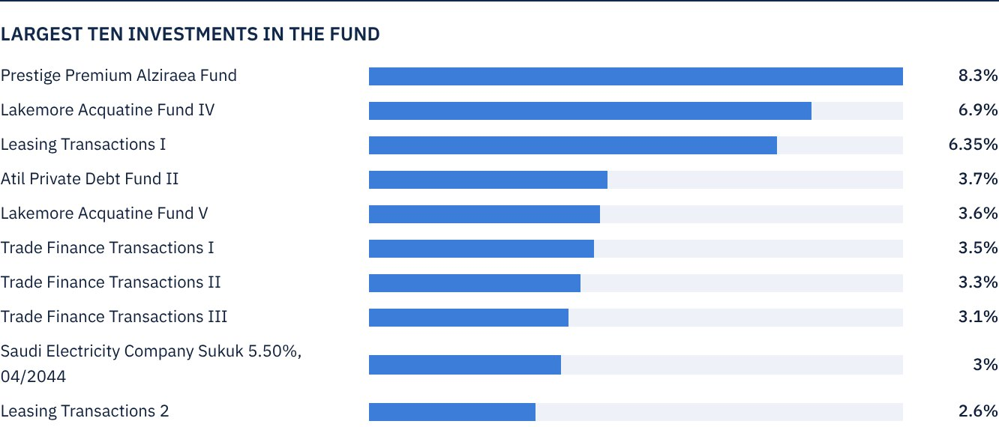 LARGEST TEN INVESTMENTS IN THE FUND
Prestige Premium Alziraea Fund 8.3%
Lakemore Acquatine Fund IV 6.9%
Leasing Transactions I 6.35%
Atil Private Debt Fund II 3.7%
Lakemore Acquatine Fund V 3.6%
Trade Finance Transactions I 3.5%
Trade Finance Transactions II 3.3%
Trade Finance Transactions III 3.1%
Saudi Electricity Company Sukuk 5.50%,
04/2044 3%
Leasing Transactions 2 2.6%